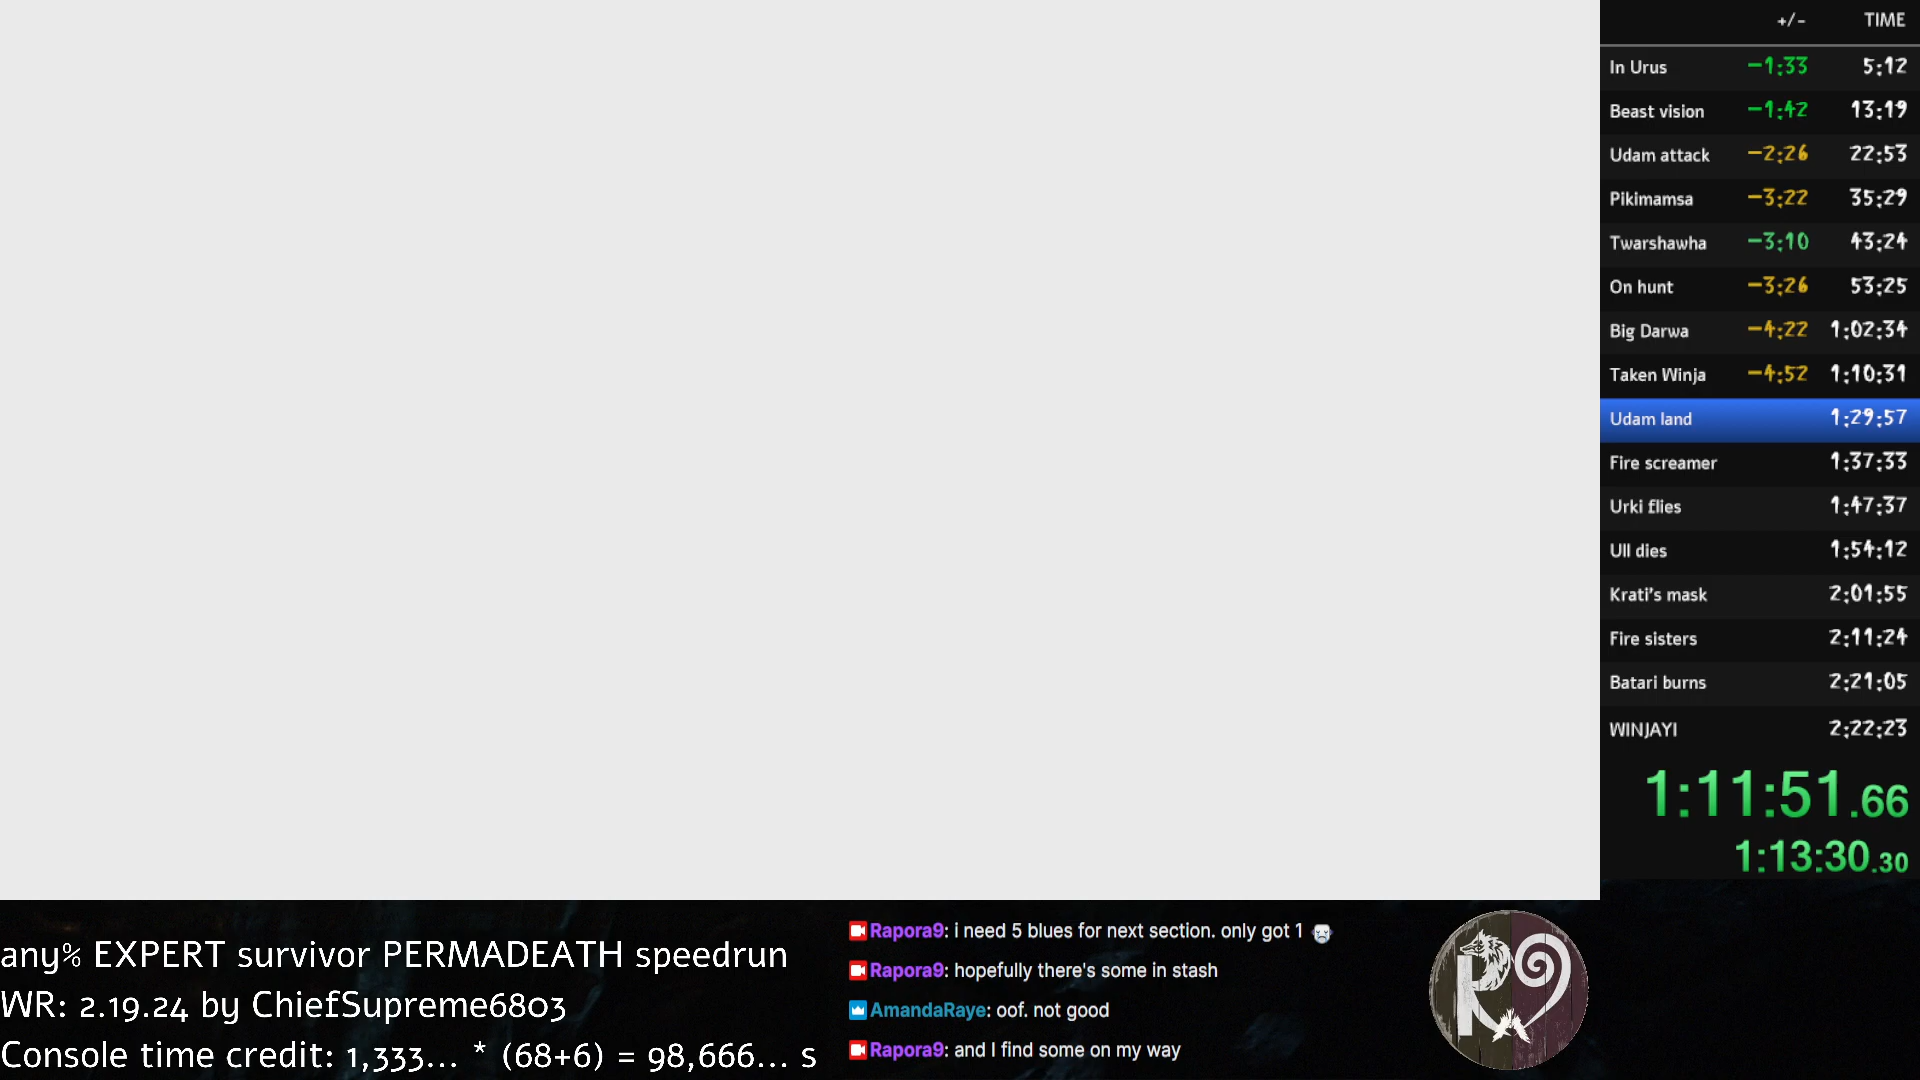 +/- TIME
In Urus −1:33 5:12
Beast vision −1:42 13:19
Udam attack −2:26 22:53
Pikimamsa −3:22 35:29
Twarshawha −3:10 43:24
On hunt −3:26 53:25
Big Darwa −4:22 1:02:34
Taken Winja −4:52 1:10:31
Udam land 1:29:57
Fire screamer 1:37:33
Urki flies 1:47:37
Ull dies 1:54:12
Krati's mask 2:01:55
Fire sisters 2:11:24
Batari burns 2:21:05
WINJAYI 2:22:23
1:11:51.66
1:13:30.30
any% EXPERT survivor PERMADEATH speedrun
WR: 2.19.24 by ChiefSupreme6803
Console time credit: 1,333... * (68+6) = 98,666... s
Rapora9: i need 5 blues for next section. only got 1
Rapora9: hopefully there's some in stash
AmandaRaye: oof. not good
Rapora9: and I find some on my way
R9